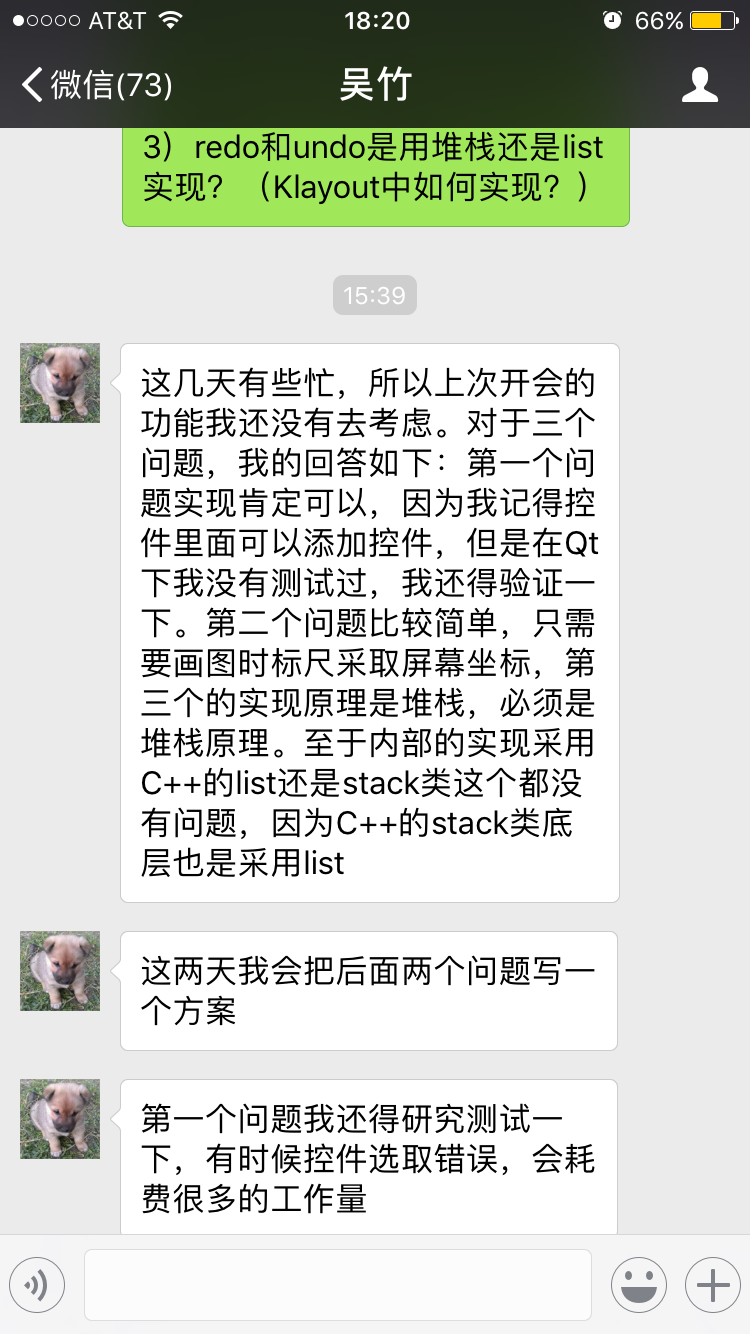 AT&T 18:20 66%
微信(73) 吴竹
3）redo和undo是用堆栈还是list
实现？（Klayout中如何实现？）
15:39
这几天有些忙，所以上次开会的
功能我还没有去考虑。对于三个
问题，我的回答如下：第一个问
题实现肯定可以，因为我记得控
件里面可以添加控件，但是在Qt
下我没有测试过，我还得验证一
下。第二个问题比较简单，只需
要画图时标尺采取屏幕坐标，第
三个的实现原理是堆栈，必须是
堆栈原理。至于内部的实现采用
C++的list还是stack类这个都没
有问题，因为C++的stack类底
层也是采用list
这两天我会把后面两个问题写一
个方案
第一个问题我还得研究测试一
下，有时候控件选取错误，会耗
费很多的工作量